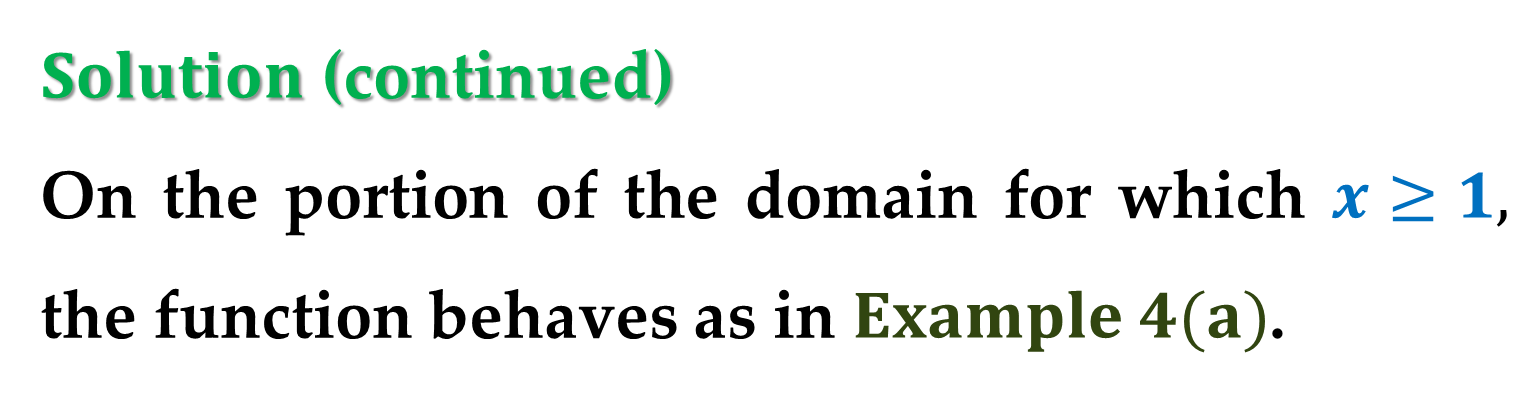 Solution (continued)
On the portion of the domain for which x ≥ 1,
the function behaves as in Example 4(a).